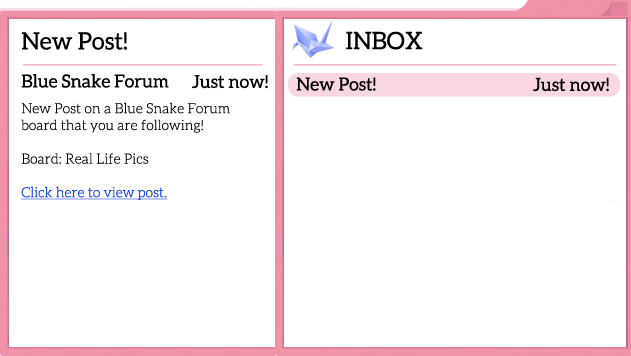 New Post!
Blue Snake Forum Just now!
New Post on a Blue Snake Forum
board that you are following!
Board: Real Life Pics
Click here to view post.
INBOX
New Post! Just now!